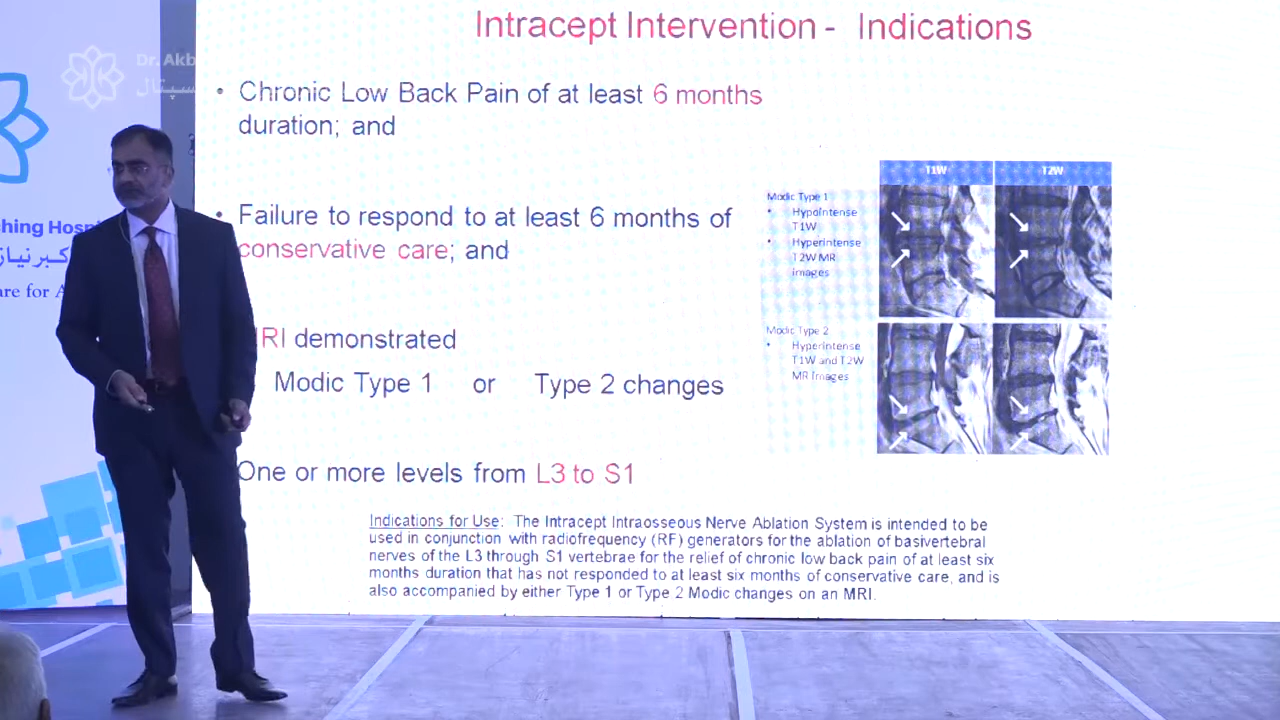 Intracept Intervention - Indications
Dr. Akb
سپتال
• Chronic Low Back Pain of at least 6 months
duration; and
• Failure to respond to at least 6 months of
conservative care; and
RI demonstrated
Modic Type 1 or Type 2 changes
One or more levels from L3 to S1
T1W T2W
Modic Type 1
• Hypointense
T1W
• Hyperintense
T2W MR
images
Modic Type 2
• Hyperintense
T1W and T2W
MR Images
Indications for Use: The Intracept Intraosseous Nerve Ablation System is intended to be
used in conjunction with radiofrequency (RF) generators for the ablation of basivertebral
nerves of the L3 through S1 vertebrae for the relief of chronic low back pain of at least six
months duration that has not responded to at least six months of conservative care, and is
also accompanied by either Type 1 or Type 2 Modic changes on an MRI.
ching Hosp
کبر نیاز
are for A